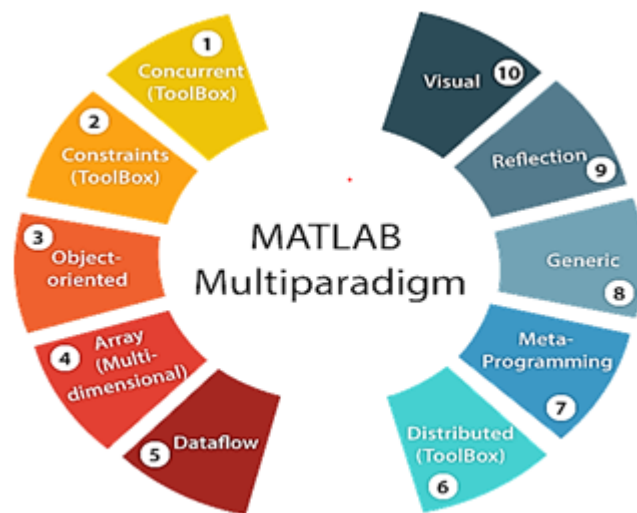 MATLAB
Multiparadigm
1
Concurrent
(ToolBox)
2
Constraints
(ToolBox)
3
Object-
oriented
4
Array
(Multi-
dimensional)
5
Dataflow
6
Distributed
(ToolBox)
7
Meta-
Programming
8
Generic
9
Reflection
10
Visual